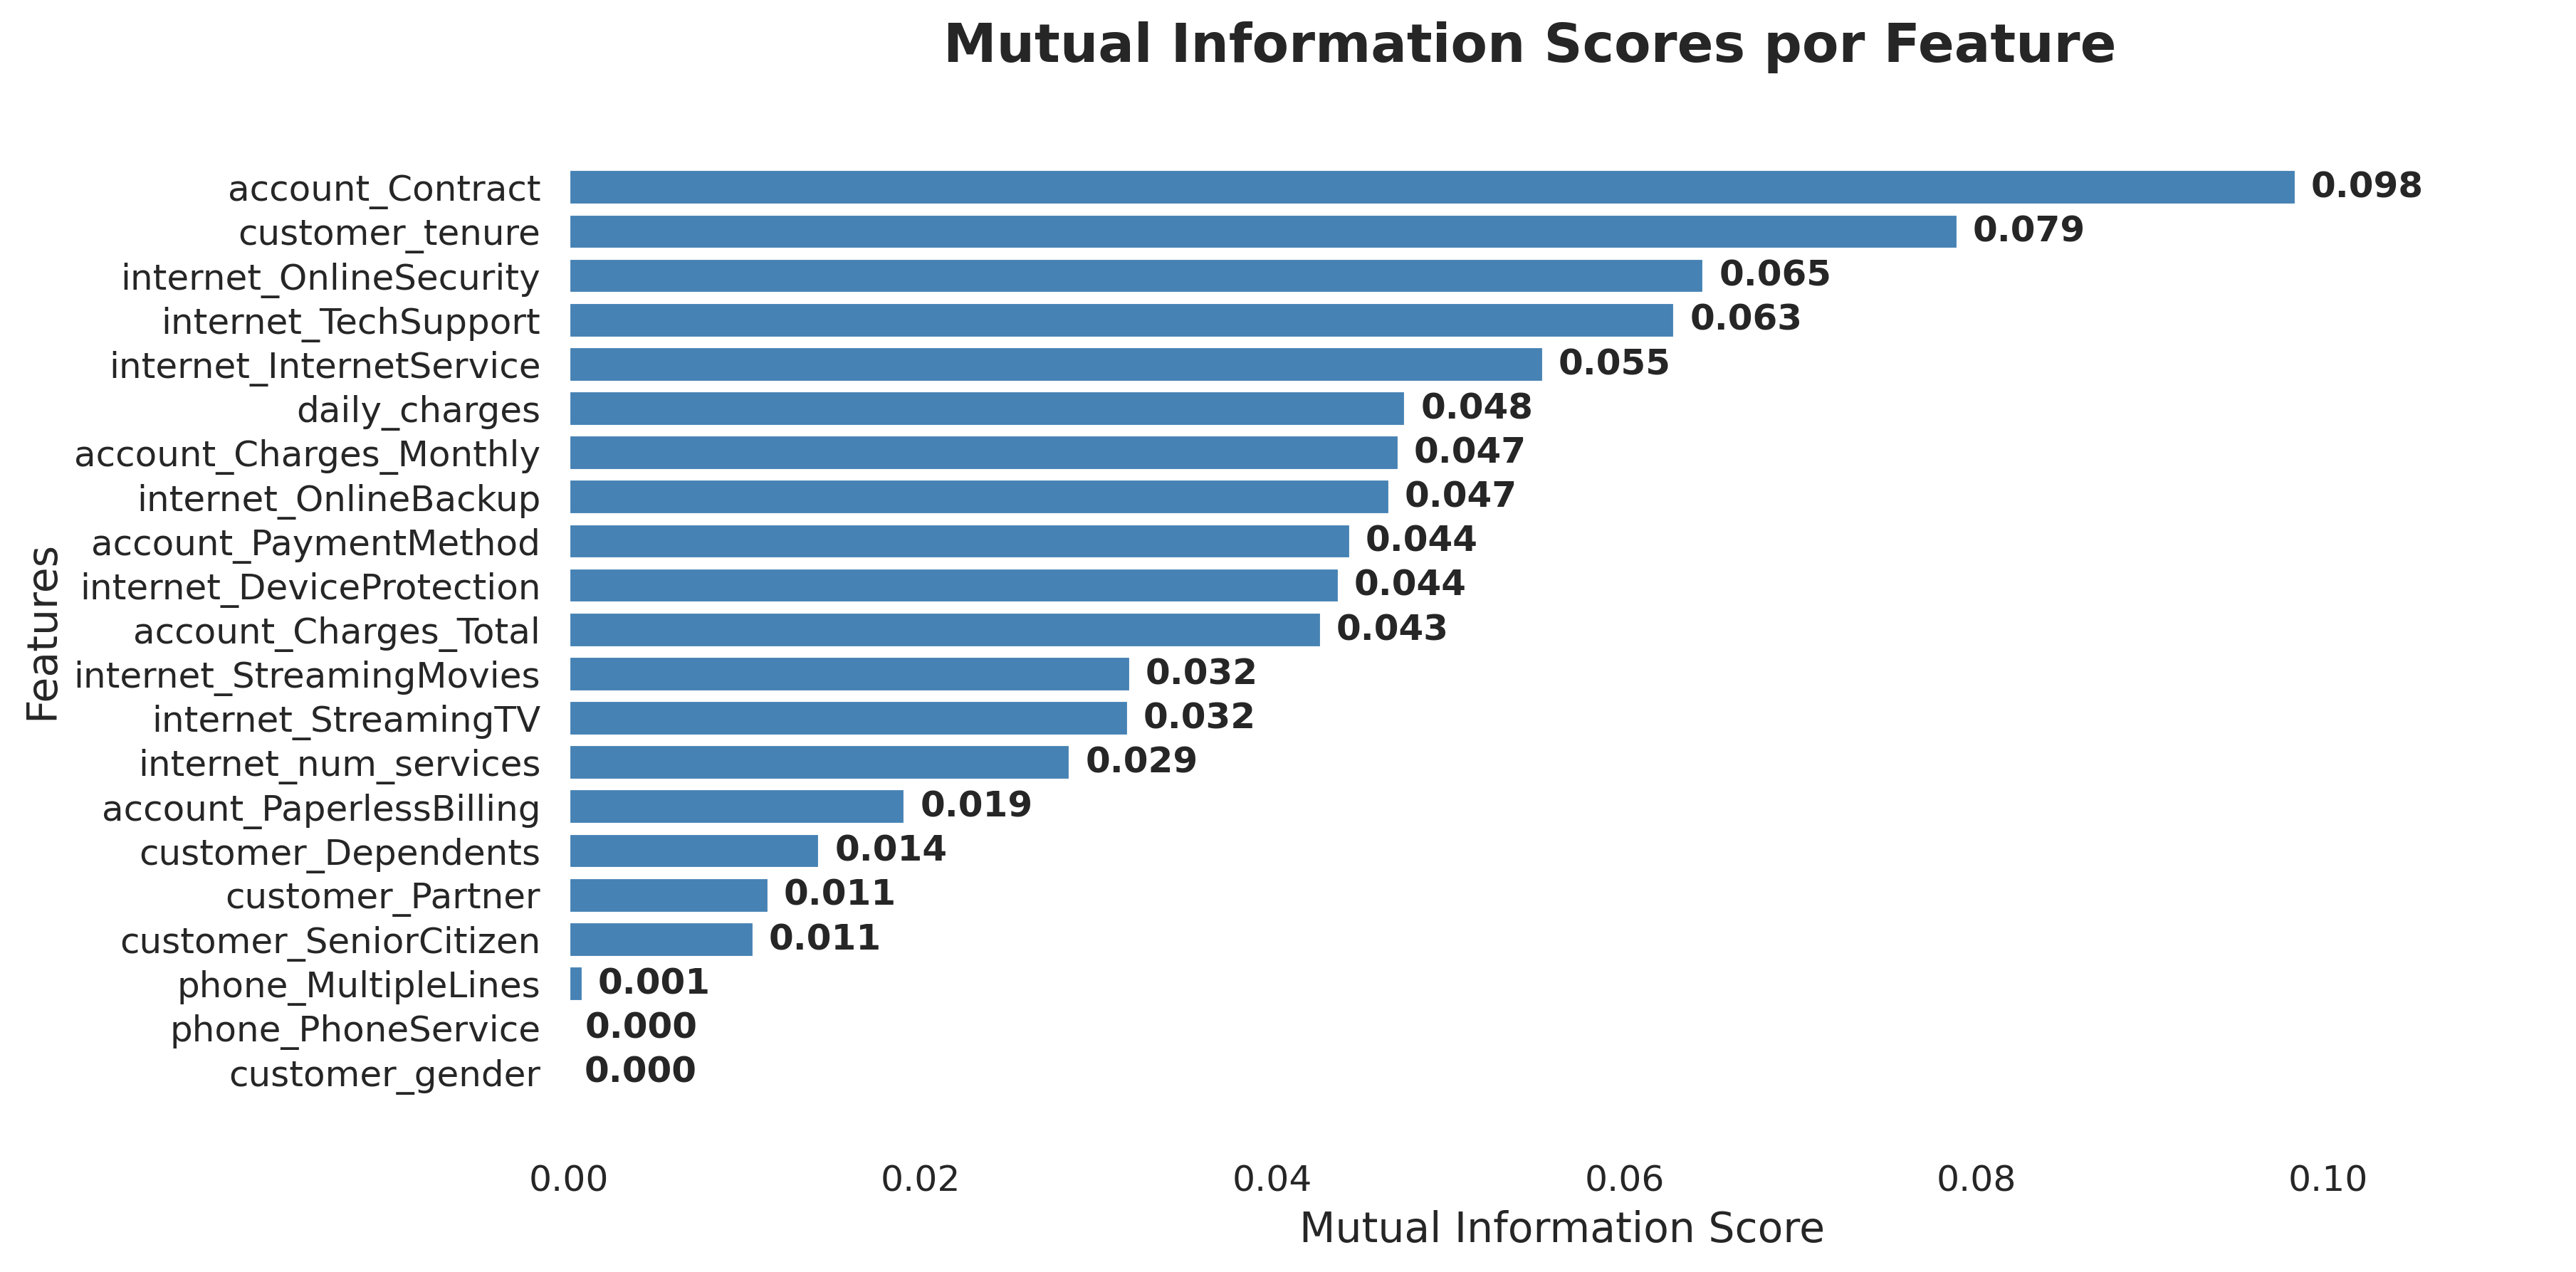 Mutual Information Scores por Feature
account_Contract 0.098
customer_tenure 0.079
internet_OnlineSecurity 0.065
internet_TechSupport 0.063
internet_InternetService 0.055
daily_charges 0.048
account_Charges_Monthly 0.047
internet_OnlineBackup 0.047
account_PaymentMethod 0.044
internet_DeviceProtection 0.044
account_Charges_Total 0.043
internet_StreamingMovies 0.032
internet_StreamingTV 0.032
internet_num_services 0.029
account_PaperlessBilling 0.019
customer_Dependents 0.014
customer_Partner 0.011
customer_SeniorCitizen 0.011
phone_MultipleLines 0.001
phone_PhoneService 0.000
customer_gender 0.000
Features
0.00 0.02 0.04 0.06 0.08 0.10
Mutual Information Score